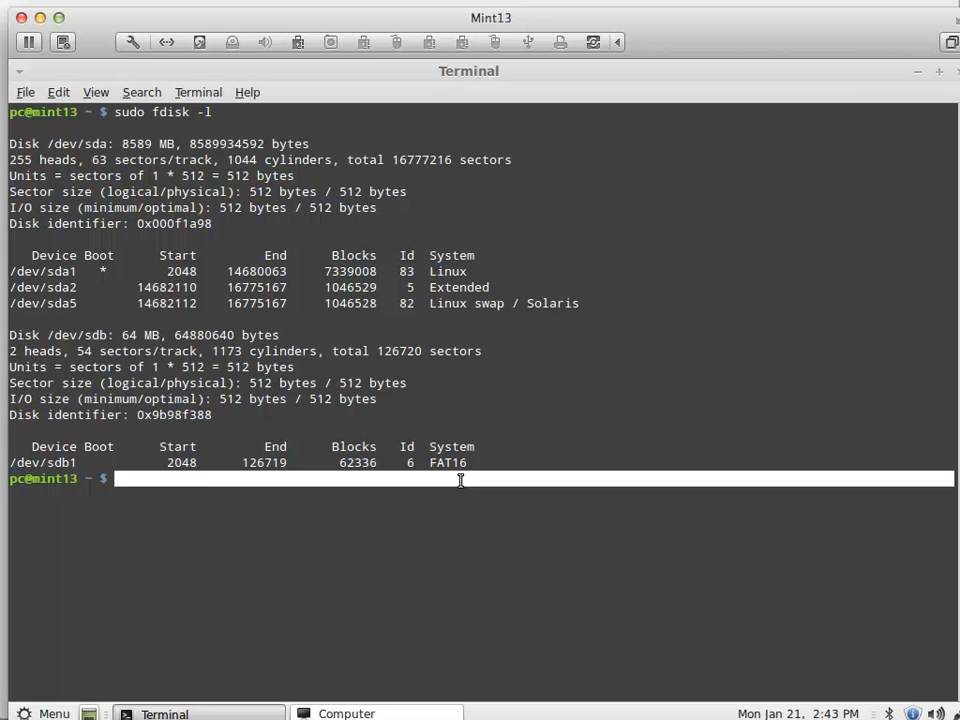 Mint13
Terminal
File Edit View Search Terminal Help
pc@mint13 ~ $ sudo fdisk -l
Disk /dev/sda: 8589 MB, 8589934592 bytes
255 heads, 63 sectors/track, 1044 cylinders, total 16777216 sectors
Units = sectors of 1 * 512 = 512 bytes
Sector size (logical/physical): 512 bytes / 512 bytes
I/O size (minimum/optimal): 512 bytes / 512 bytes
Disk identifier: 0x000f1a98
Device Boot Start End Blocks Id System
/dev/sda1 * 2048 14680063 7339008 83 Linux
/dev/sda2 14682110 16775167 1046529 5 Extended
/dev/sda5 14682112 16775167 1046528 82 Linux swap / Solaris
Disk /dev/sdb: 64 MB, 64880640 bytes
2 heads, 54 sectors/track, 1173 cylinders, total 126720 sectors
Units = sectors of 1 * 512 = 512 bytes
Sector size (logical/physical): 512 bytes / 512 bytes
I/O size (minimum/optimal): 512 bytes / 512 bytes
Disk identifier: 0x9b98f388
Device Boot Start End Blocks Id System
/dev/sdb1 2048 126719 62336 6 FAT16
pc@mint13 ~ $
Menu Terminal Computer Mon Jan 21, 2:43 PM